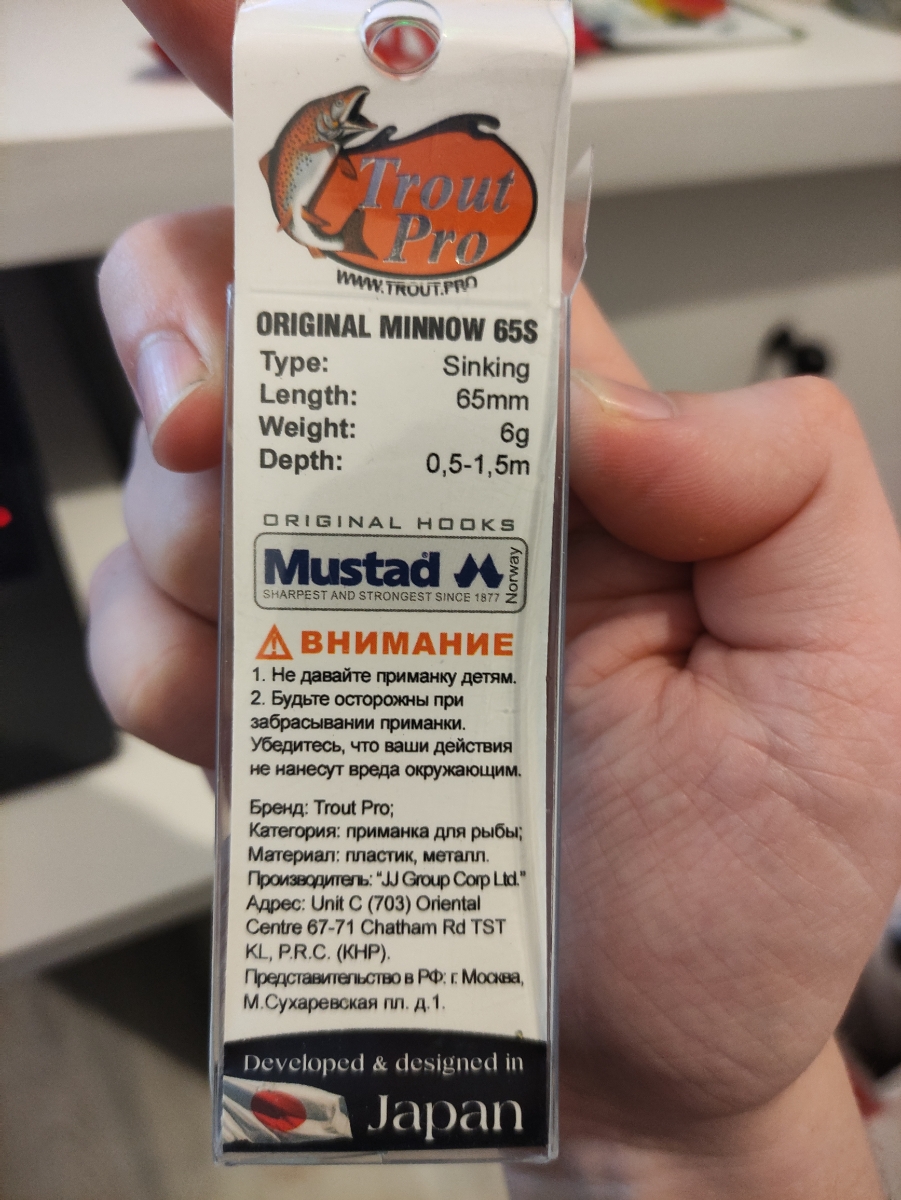 Trout
Pro
WWW.TROUT.PRO
ORIGINAL MINNOW 65S
Type: Sinking
Length: 65mm
Weight: 6g
Depth: 0,5-1,5m
ORIGINAL HOOKS
Mustad® Norway
SHARPEST AND STRONGEST SINCE 1877
ВНИМАНИЕ
1. Не давайте приманку детям.
2. Будьте осторожны при
забрасывании приманки.
Убедитесь, что ваши действия
не нанесут вреда окружающим.
Бренд: Trout Pro;
Категория: приманка для рыбы;
Материал: пластик, металл.
Производитель: “JJ Group Corp Ltd.”
Адрес: Unit C (703) Oriental
Centre 67-71 Chatham Rd TST
KL, P.R.C. (КНР).
Представительство в РФ: г. Москва,
М.Сухаревская пл. д.1.
Developed & designed in
Japan